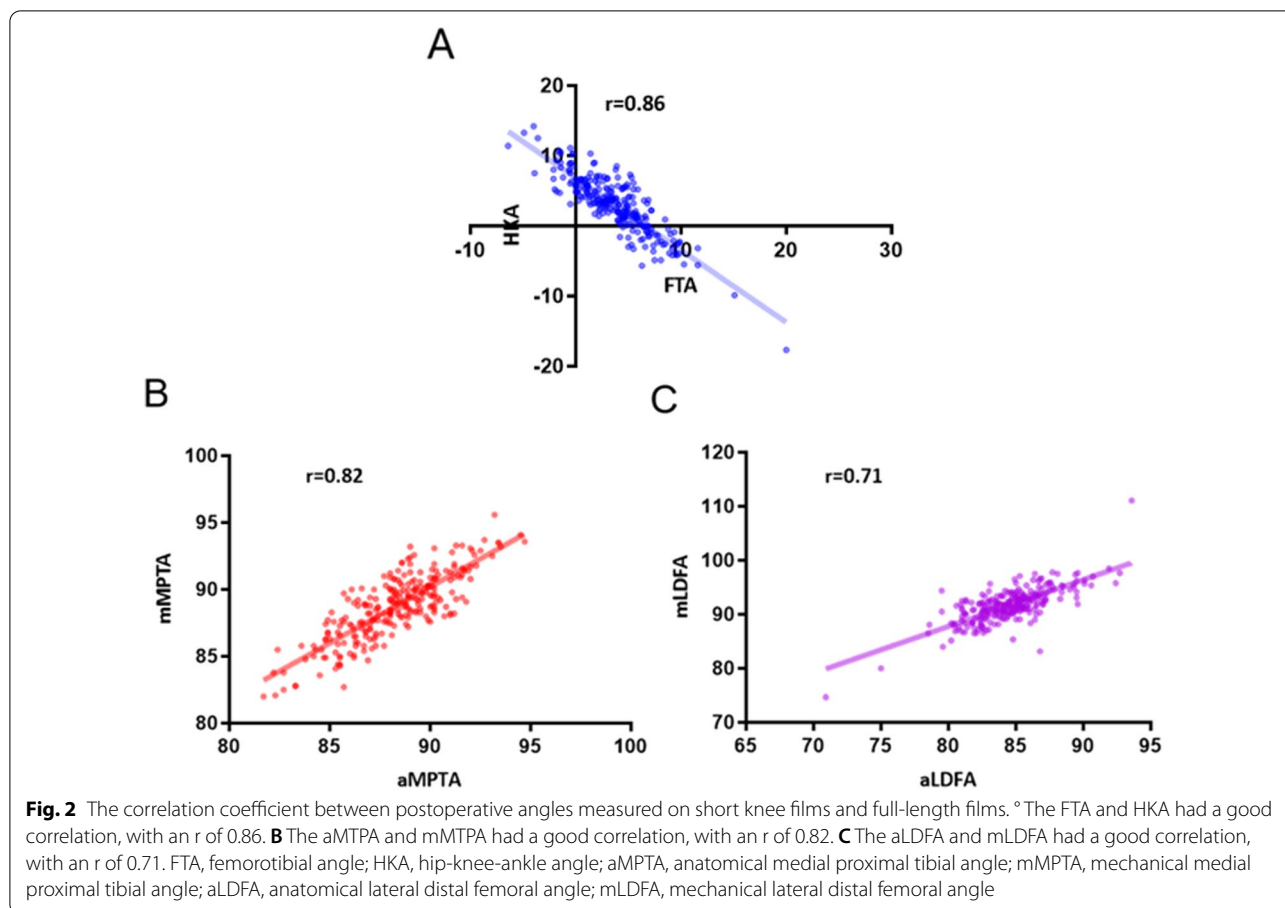 A
20
r=0.86
10
HKA
-10
10
20
30
FTA
-10
-20
B
C
100
r=0.82
95
mMPTA
90
85
80
80
85
90
95
100
aMPTA
120
r=0.71
110
mLDFA
100
90
80
70
65
70
75
80
85
90
95
aLDFA
Fig. 2 The correlation coefficient between postoperative angles measured on short knee films and full-length films. ° The FTA and HKA had a good
correlation, with an r of 0.86. B The aMTPA and mMTPA had a good correlation, with an r of 0.82. C The aLDFA and mLDFA had a good correlation,
with an r of 0.71. FTA, femorotibial angle; HKA, hip-knee-ankle angle; aMPTA, anatomical medial proximal tibial angle; mMPTA, mechanical medial
proximal tibial angle; aLDFA, anatomical lateral distal femoral angle; mLDFA, mechanical lateral distal femoral angle